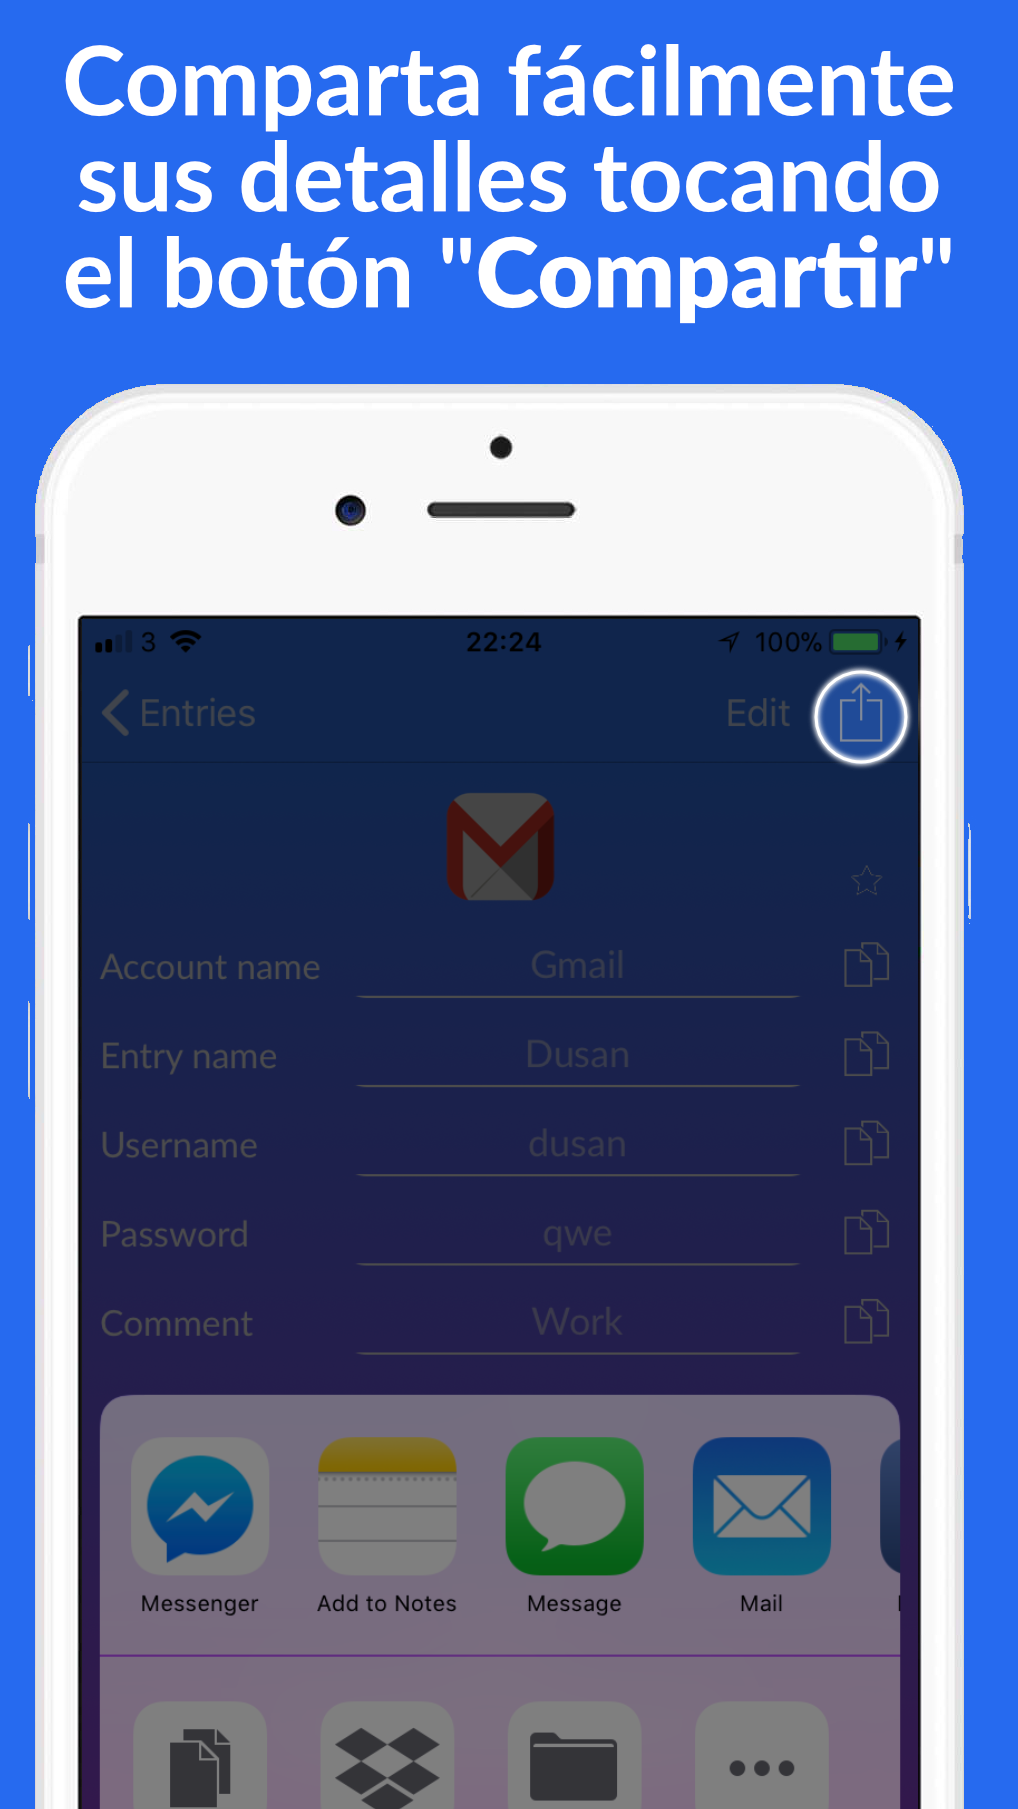 Comparta fácilmente
sus detalles tocando
el botón "Compartir"
3 22:24 100%
Entries Edit
Account name Gmail
Entry name Dusan
Username dusan
Password qwe
Comment Work
Messenger Add to Notes Message Mail